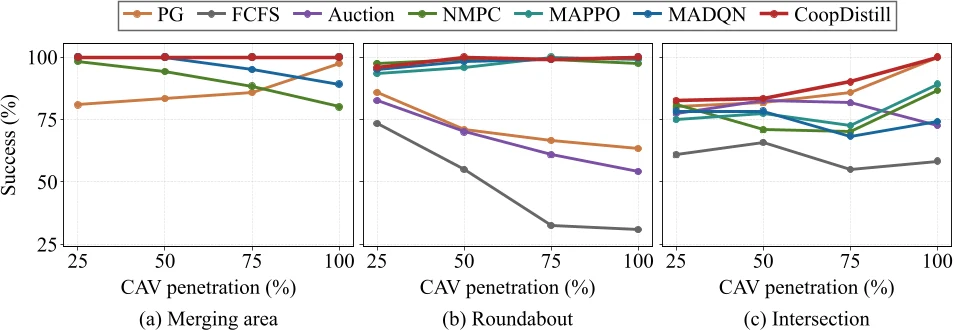 PG FCFS Auction NMPC MAPPO MADQN CoopDistill
Success (%)
100
75
50
25
25 50 75 100
CAV penetration (%)
(a) Merging area
25 50 75 100
CAV penetration (%)
(b) Roundabout
25 50 75 100
CAV penetration (%)
(c) Intersection